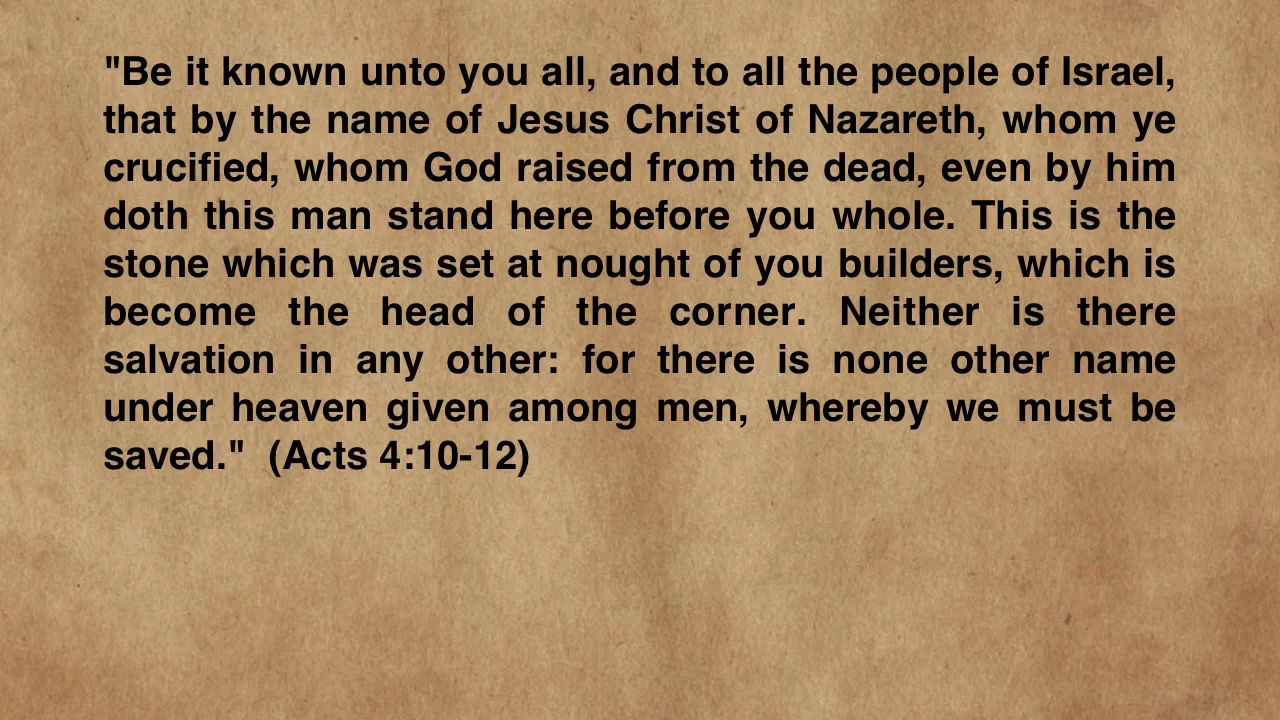 "Be it known unto you all, and to all the people of Israel,
that by the name of Jesus Christ of Nazareth, whom ye
crucified, whom God raised from the dead, even by him
doth this man stand here before you whole. This is the
stone which was set at nought of you builders, which is
become the head of the corner. Neither is there
salvation in any other: for there is none other name
under heaven given among men, whereby we must be
saved."  (Acts 4:10-12)